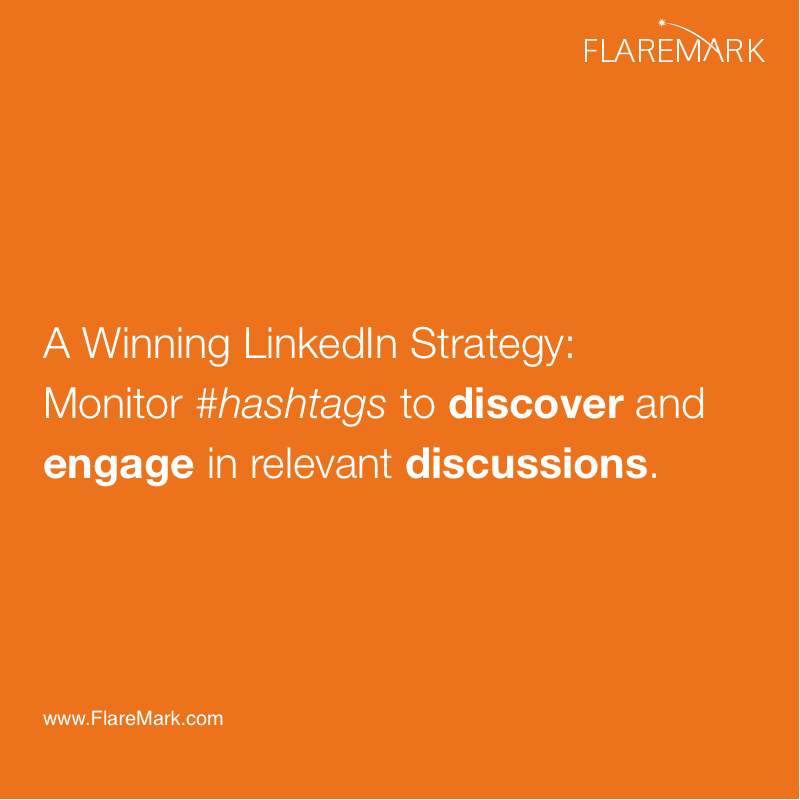 FLAREMARK
A Winning LinkedIn Strategy:
Monitor #hashtags to discover and
engage in relevant discussions.
www.FlareMark.com